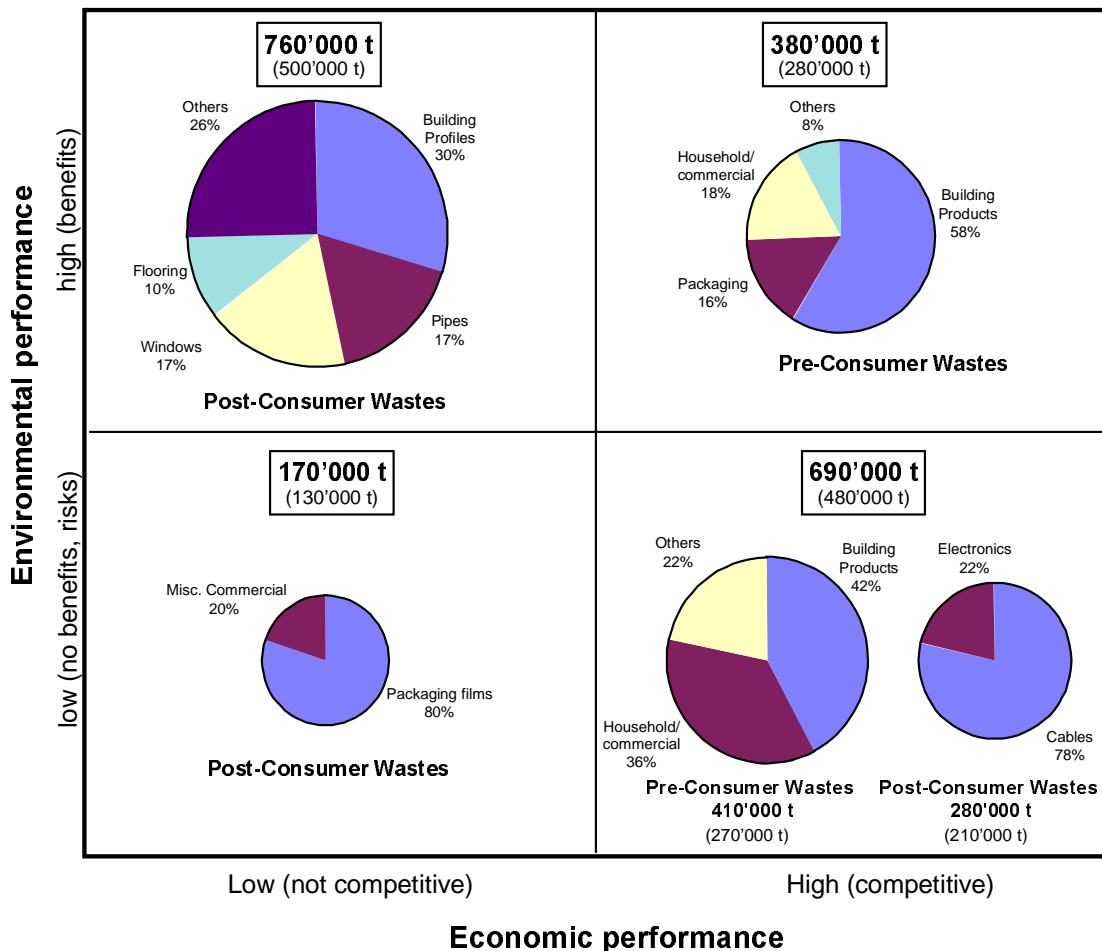 760’000 t
(500’000 t)
Others
26%
Building
Profiles
30%
Flooring
10%
Windows
17%
Pipes
17%
Post-Consumer Wastes
380’000 t
(280’000 t)
Others
8%
Household/
commercial
18%
Building
Products
58%
Packaging
16%
Pre-Consumer Wastes
170’000 t
(130’000 t)
Misc. Commercial
20%
Packaging films
80%
Post-Consumer Wastes
690’000 t
(480’000 t)
Others
22%
Building
Products
42%
Household/
commercial
36%
Pre-Consumer Wastes
410'000 t
(270’000 t)
Electronics
22%
Cables
78%
Post-Consumer Wastes
280'000 t
(210’000 t)
Environmental performance
high (benefits)
low (no benefits, risks)
Low (not competitive)
High (competitive)
Economic performance